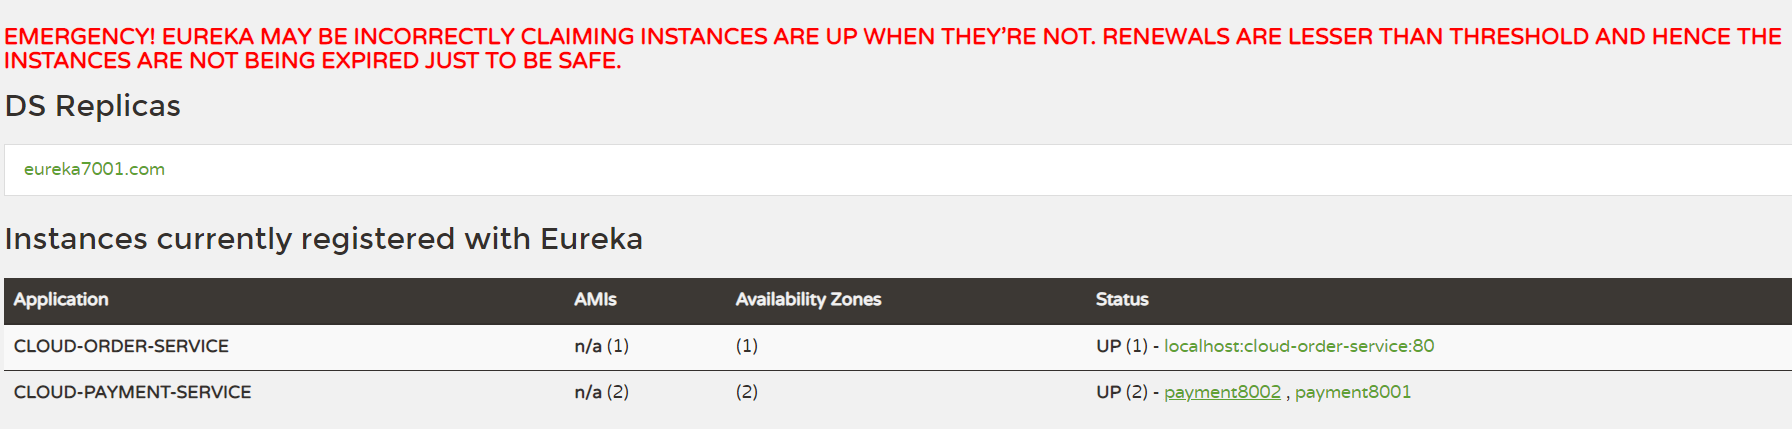 EMERGENCY! EUREKA MAY BE INCORRECTLY CLAIMING INSTANCES ARE UP WHEN THEY’RE NOT. RENEWALS ARE LESSER THAN THRESHOLD AND HENCE THE
INSTANCES ARE NOT BEING EXPIRED JUST TO BE SAFE.
DS Replicas
eureka7001.com
Instances currently registered with Eureka
Application AMIs Availability Zones Status
CLOUD-ORDER-SERVICE n/a (1) (1) UP (1) - localhost:cloud-order-service:80
CLOUD-PAYMENT-SERVICE n/a (2) (2) UP (2) - payment8002 , payment8001